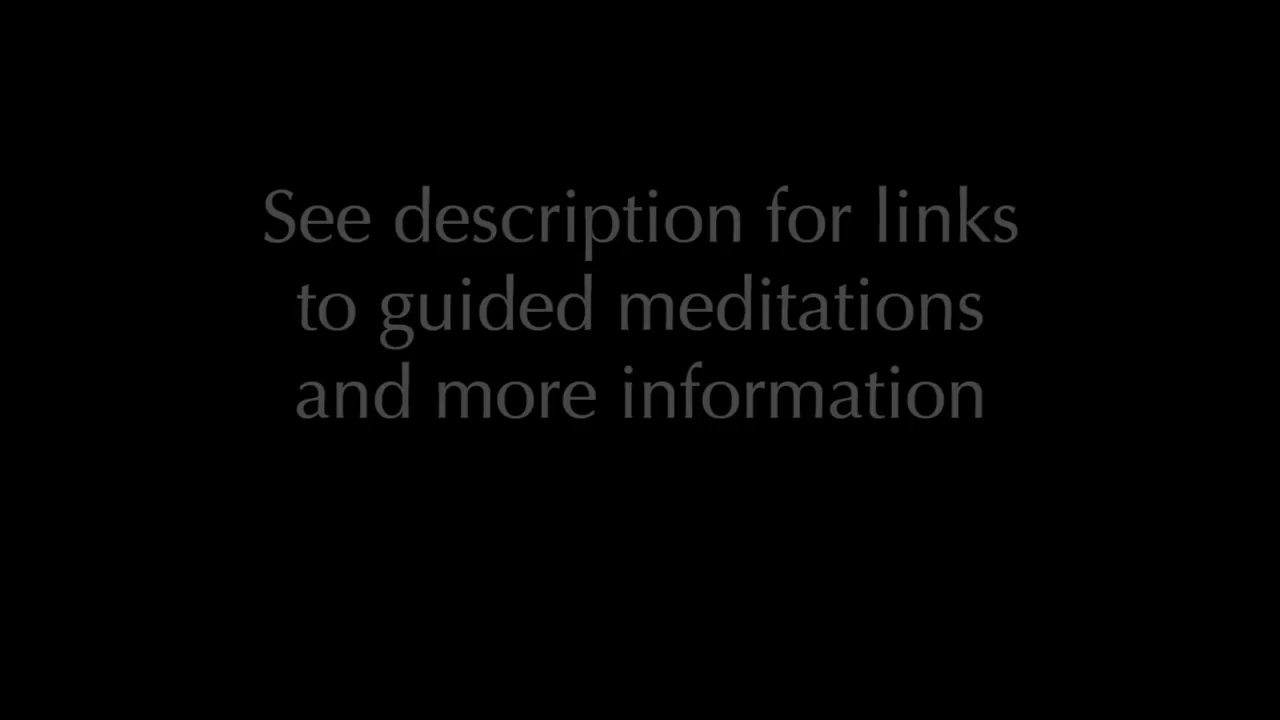 See description for links
to guided meditations
and more information